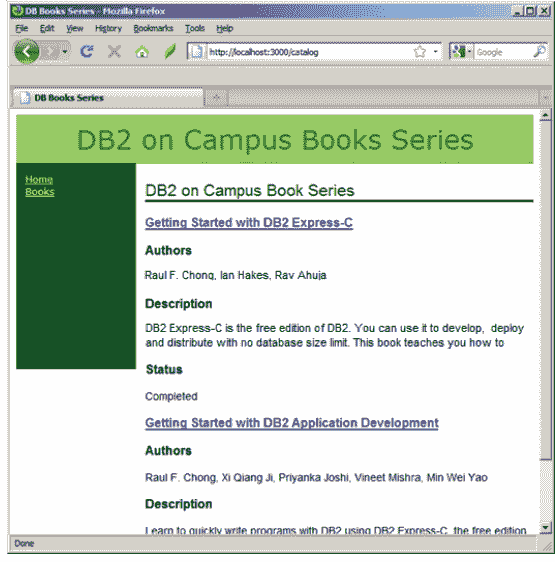 DB Books Series - Mozilla Firefox
File Edit View History Bookmarks Tools Help
http://localhost:3000/catalog
Google
DB Books Series
DB2 on Campus Books Series
Home
Books
DB2 on Campus Book Series
Getting Started with DB2 Express-C
Authors
Raul F. Chong, Ian Hakes, Rav Ahuja
Description
DB2 Express-C is the free edition of DB2. You can use it to develop, deploy
and distribute with no database size limit. This book teaches you how to
Status
Completed
Getting Started with DB2 Application Development
Authors
Raul F. Chong, Xi Qiang Ji, Priyanka Joshi, Vineet Mishra, Min Wei Yao
Description
Learn to quickly write programs with DB2 using DB2 Express-C, the free edition
Done